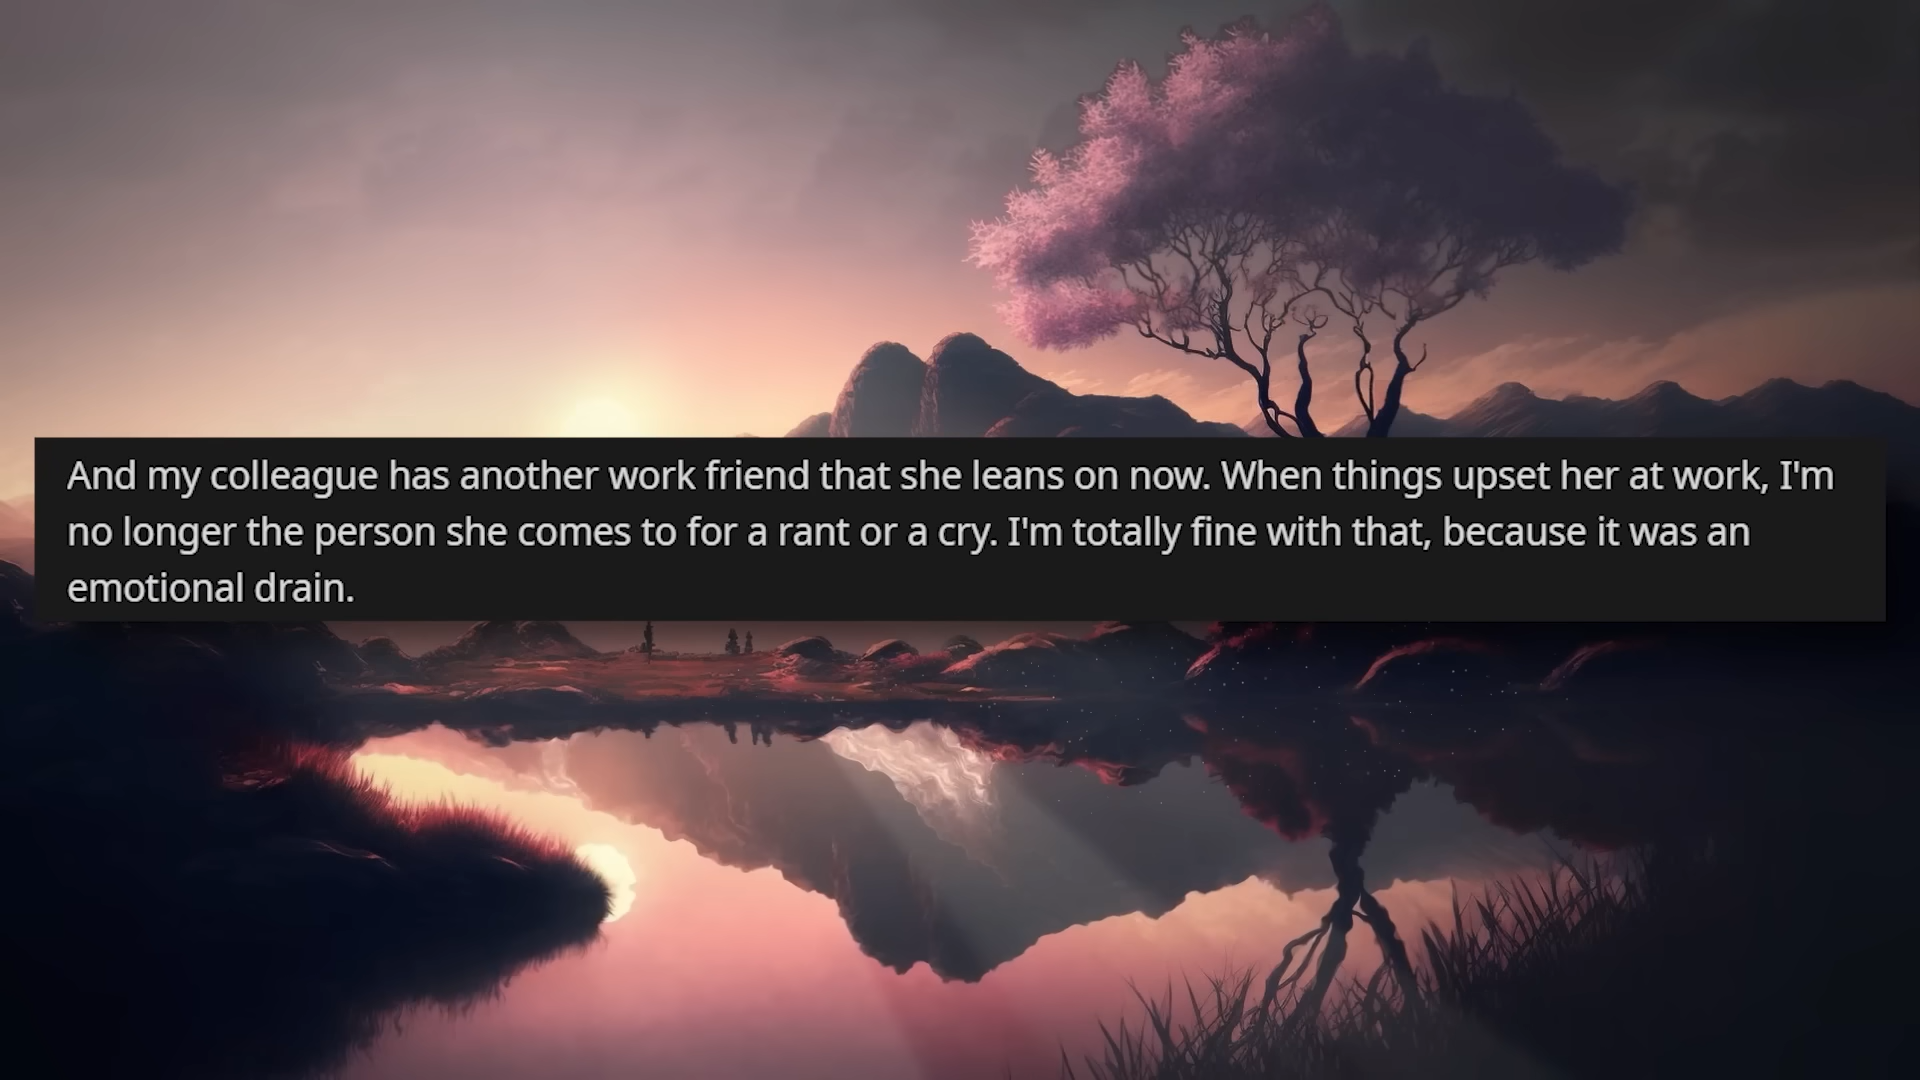 And my colleague has another work friend that she leans on now. When things upset her at work, I'm
no longer the person she comes to for a rant or a cry. I'm totally fine with that, because it was an
emotional drain.